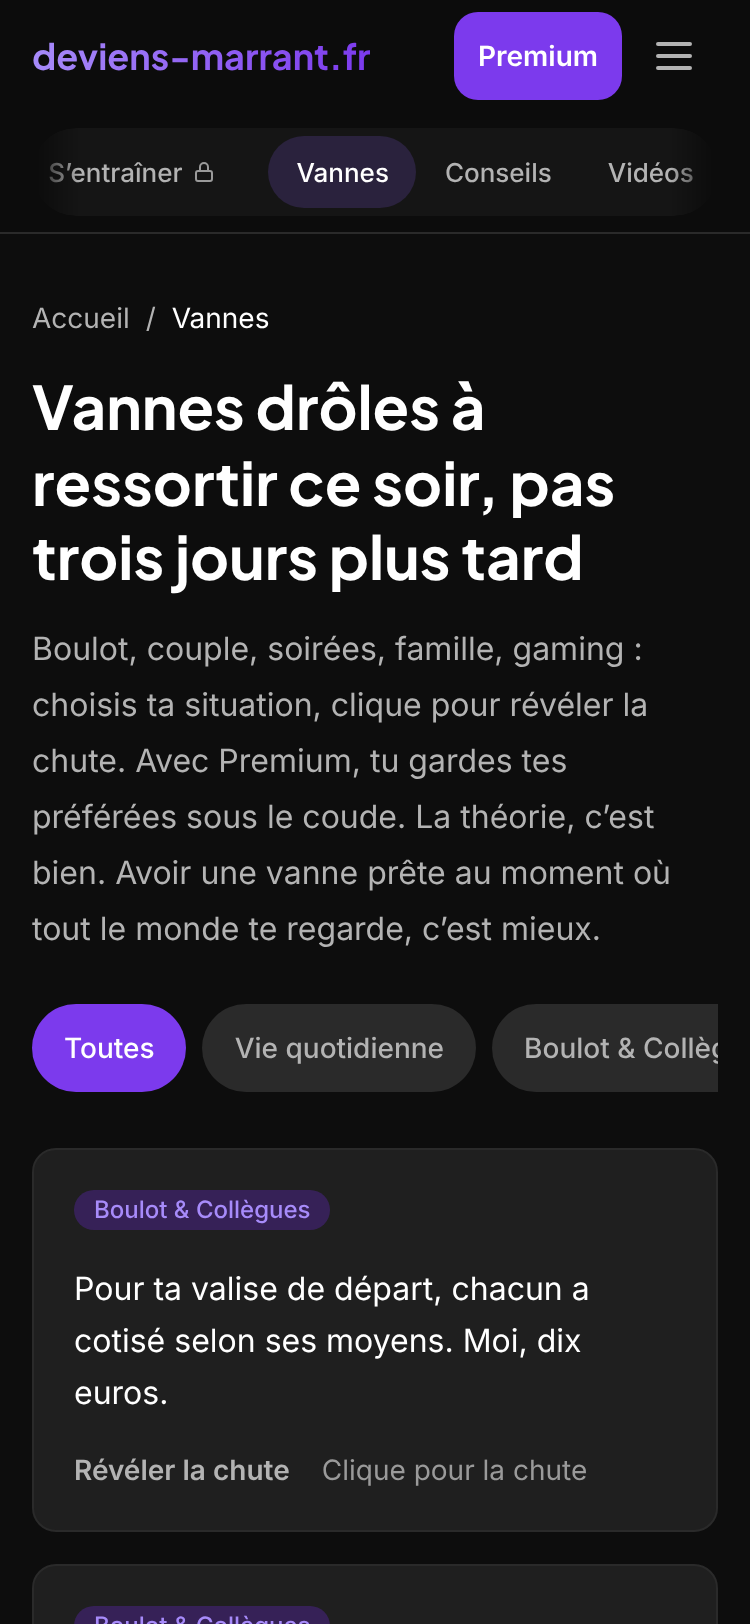 deviens-marrant.fr
Premium
S’entraîner
Vannes
Conseils
Vidéos
Accueil / Vannes
Vannes drôles à
ressortir ce soir, pas
trois jours plus tard
Boulot, couple, soirées, famille, gaming :
choisis ta situation, clique pour révéler la
chute. Avec Premium, tu gardes tes
préférées sous le coude. La théorie, c’est
bien. Avoir une vanne prête au moment où
tout le monde te regarde, c’est mieux.
Toutes
Vie quotidienne
Boulot & Collèg
Boulot & Collègues
Pour ta valise de départ, chacun a
cotisé selon ses moyens. Moi, dix
euros.
Révéler la chute
Clique pour la chute
Boulot & Collègues